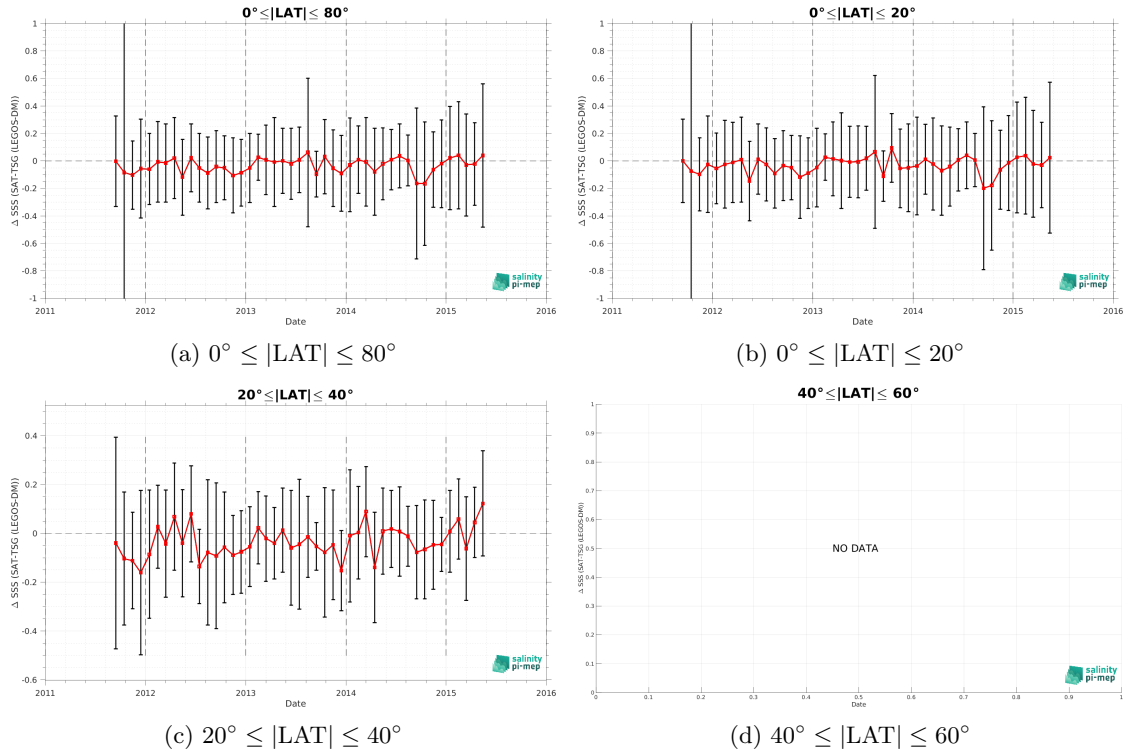 0°≤|LAT|≤ 80°
Δ SSS (SAT-TSG (LEGOS-DM))
1
0.8
0.6
0.4
0.2
0
-0.2
-0.4
-0.6
-0.8
-1
2011 2012 2013 2014 2015 2016
Date
salinity
pi-mep
(a) 0° ≤ |LAT| ≤ 80°
0°≤|LAT|≤ 20°
Δ SSS (SAT-TSG (LEGOS-DM))
1
0.8
0.6
0.4
0.2
0
-0.2
-0.4
-0.6
-0.8
-1
2011 2012 2013 2014 2015 2016
Date
salinity
pi-mep
(b) 0° ≤ |LAT| ≤ 20°
20°≤|LAT|≤ 40°
Δ SSS (SAT-TSG (LEGOS-DM))
0.4
0.2
0
-0.2
-0.4
-0.6
2011 2012 2013 2014 2015 2016
Date
salinity
pi-mep
(c) 20° ≤ |LAT| ≤ 40°
40°≤|LAT|≤ 60°
Δ SSS (SAT-TSG (LEGOS-DM))
1
0.9
0.8
0.7
0.6
0.5
0.4
0.3
0.2
0.1
0
NO DATA
0 0.1 0.2 0.3 0.4 0.5 0.6 0.7 0.8 0.9 1
Date
salinity
pi-mep
(d) 40° ≤ |LAT| ≤ 60°